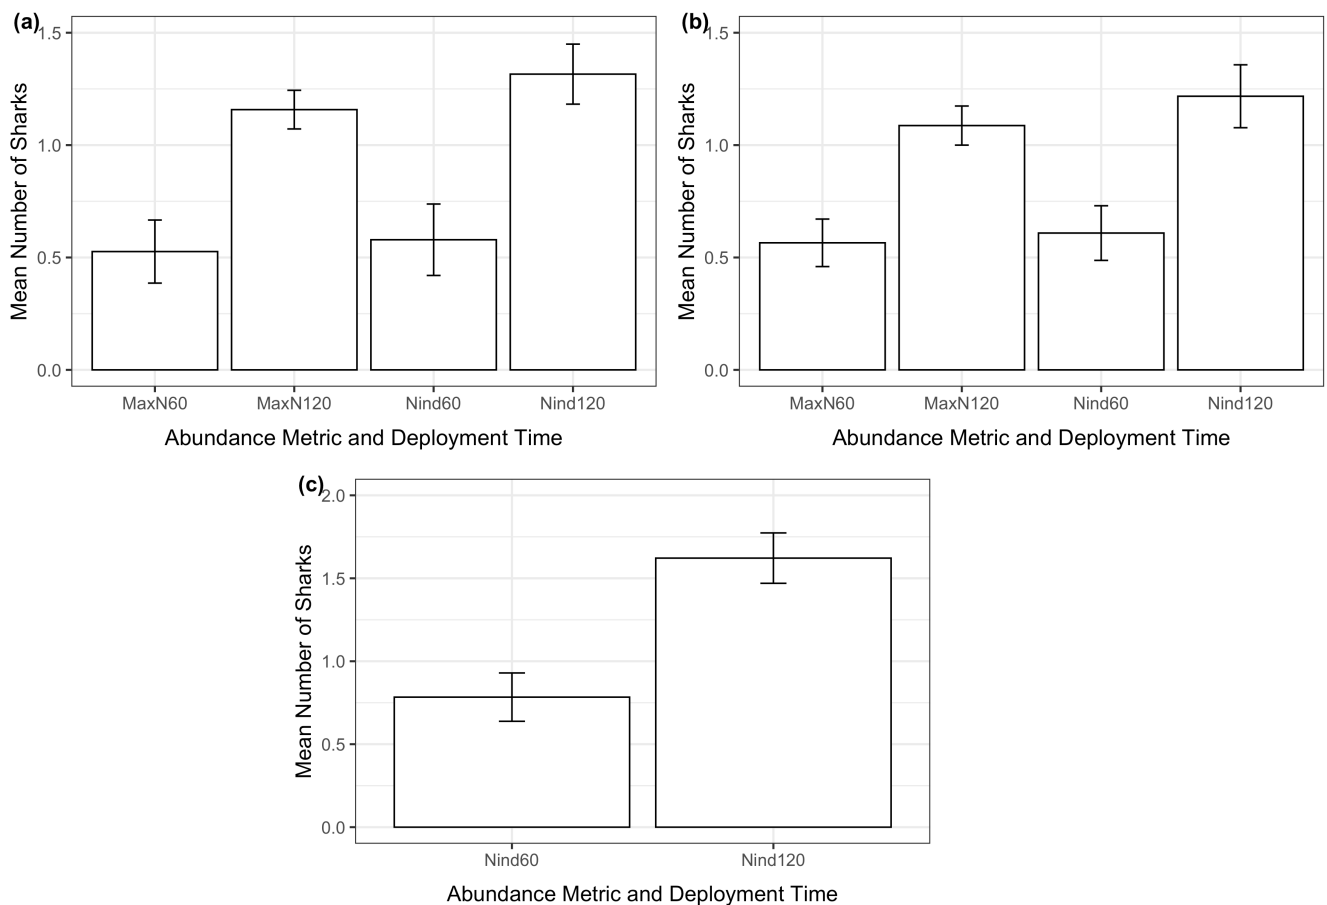 (a)
1.5
1.0
0.5
0.0
Mean Number of Sharks
MaxN60 MaxN120 Nind60 Nind120
Abundance Metric and Deployment Time
(b)
1.5
1.0
0.5
0.0
Mean Number of Sharks
MaxN60 MaxN120 Nind60 Nind120
Abundance Metric and Deployment Time
(c)
2.0
1.5
1.0
0.5
0.0
Mean Number of Sharks
Nind60 Nind120
Abundance Metric and Deployment Time